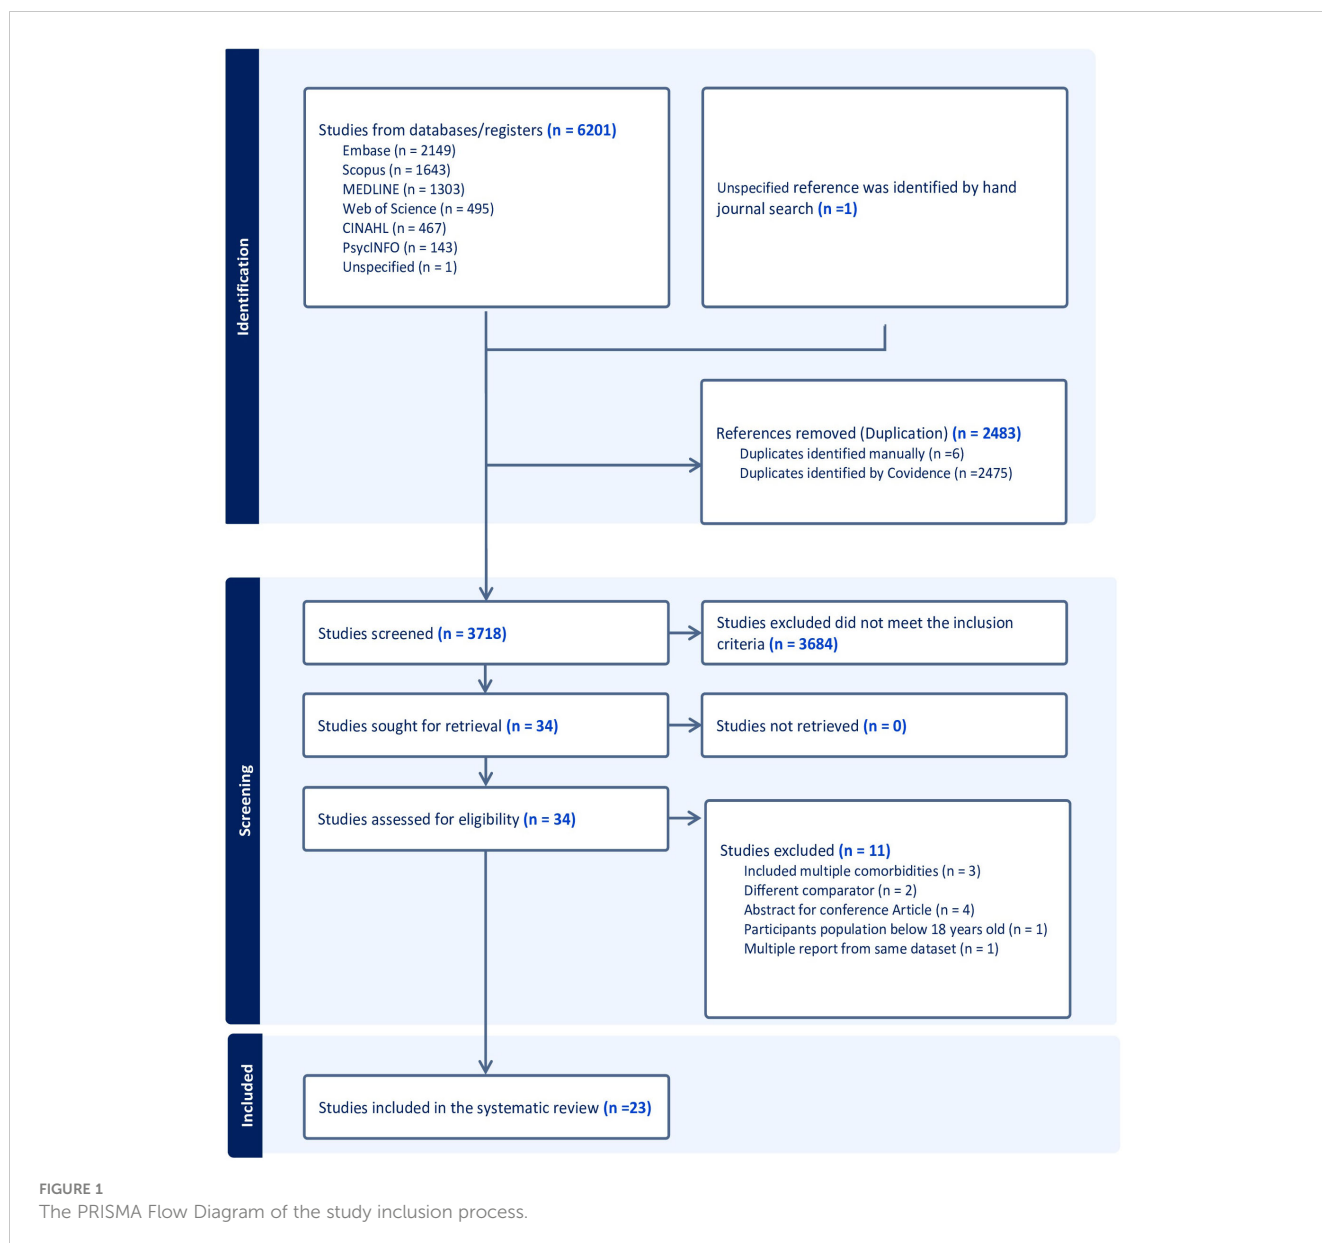 Identification
Studies from databases/registers (n = 6201)
Embase (n = 2149)
Scopus (n = 1643)
MEDLINE (n = 1303)
Web of Science (n = 495)
CINAHL (n = 467)
PsycINFO (n = 143)
Unspecified (n = 1)
Unspecified reference was identified by hand
journal search (n =1)
References removed (Duplication) (n = 2483)
Duplicates identified manually (n =6)
Duplicates identified by Covidence (n =2475)
Screening
Studies screened (n = 3718)
Studies excluded did not meet the inclusion
criteria (n = 3684)
Studies sought for retrieval (n = 34)
Studies not retrieved (n = 0)
Studies assessed for eligibility (n = 34)
Studies excluded (n = 11)
Included multiple comorbidities (n = 3)
Different comparator (n = 2)
Abstract for conference Article (n = 4)
Participants population below 18 years old (n = 1)
Multiple report from same dataset (n = 1)
Included
Studies included in the systematic review (n =23)
FIGURE 1
The PRISMA Flow Diagram of the study inclusion process.